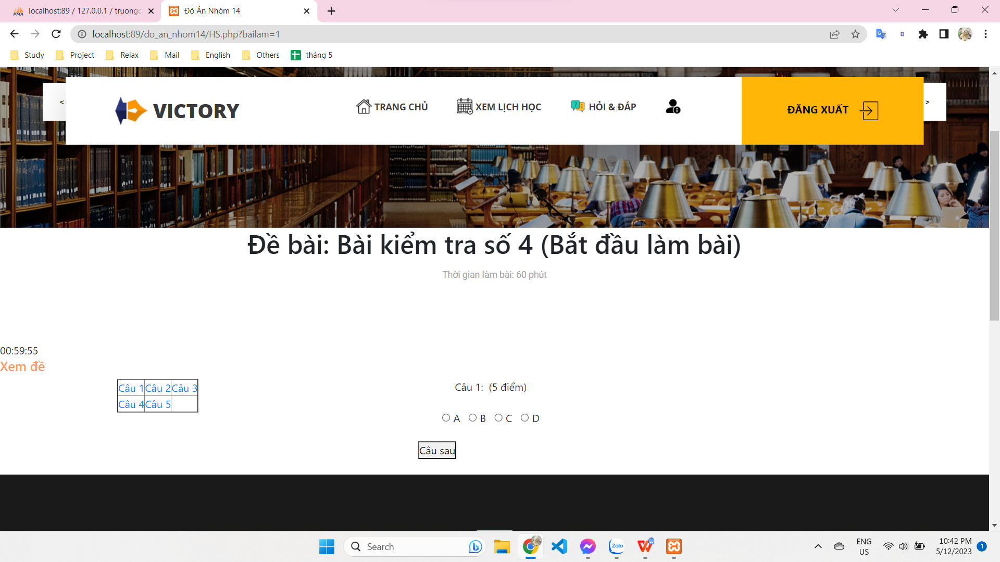 localhost:89 / 127.0.0.1 / truongc
Đò Án Nhóm 14
localhost:89/do_an_nhom14/HS.php?bailam=1
Study
Project
Relax
Mail
English
Others
tháng 5
<
VICTORY
TRANG CHỦ
XEM LỊCH HỌC
HỎI & ĐÁP
ĐĂNG XUẤT
>
Đề bài: Bài kiểm tra số 4 (Bắt đầu làm bài)
Thời gian làm bài: 60 phút
00:59:55
Xem đề
Câu 1 Câu 2 Câu 3
Câu 4 Câu 5
Câu 1: (5 điểm)
A B C D
Câu sau
Search
Zalo
ENG
US
10:42 PM
5/12/2023
1